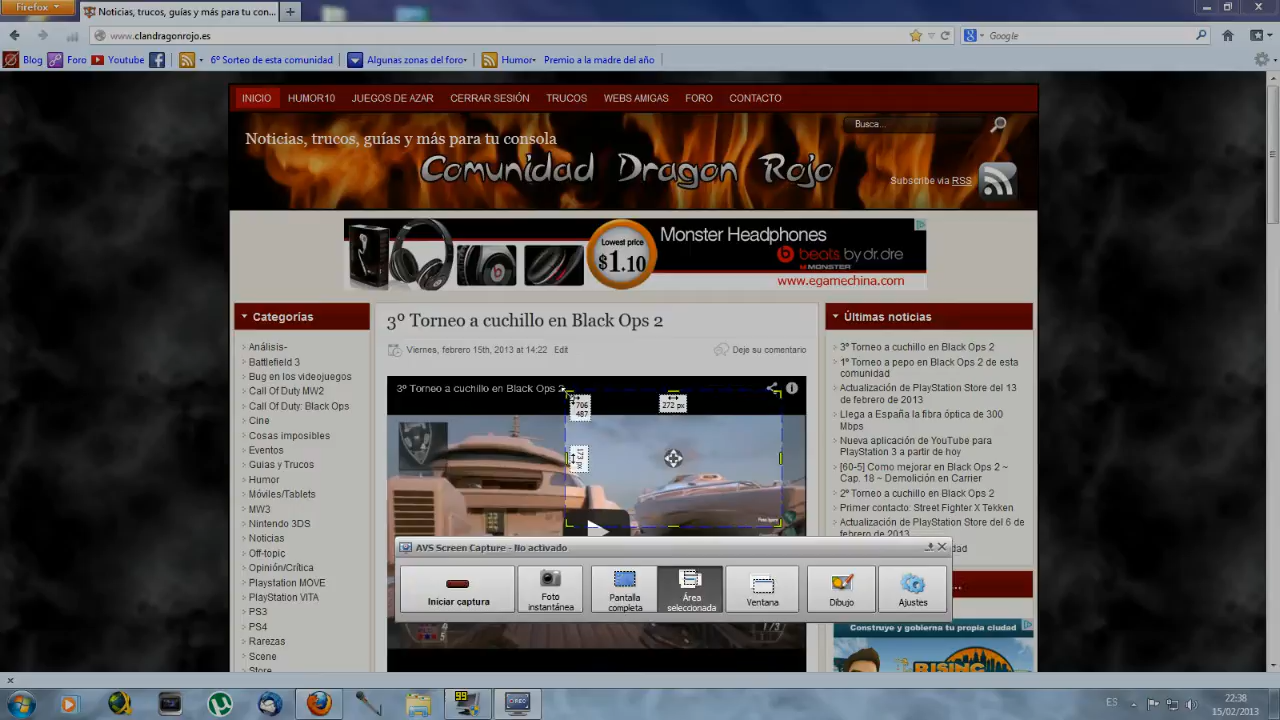 Firefox
Noticias, trucos, guías y más para tu con...
www.clandragonrojo.es
Google
Blog
Foro
Youtube
6º Sorteo de esta comunidad
Algunas zonas del foro
Humor
Premio a la madre del año
INICIO
HUMOR10
JUEGOS DE AZAR
CERRAR SESIÓN
TRUCOS
WEBS AMIGAS
FORO
CONTACTO
Busca...
Noticias, trucos, guías y más para tu consola
Comunidad Dragon Rojo
Subscribe via RSS
Lowest price
$1.10
Monster Headphones
beats by dr.dre
MONSTER
www.egamechina.com
Categorías
Análisis-
Battlefield 3
Bug en los videojuegos
Call Of Duty MW2
Call Of Duty: Black Ops
Cine
Cosas imposibles
Eventos
Guias y Trucos
Humor
Móviles/Tablets
MW3
Nintendo 3DS
Noticias
Off-topic
Opinión/Crítica
Playstation MOVE
PlayStation VITA
PS3
PS4
Rarezas
Scene
Store
3º Torneo a cuchillo en Black Ops 2
Viernes, febrero 15th, 2013 at 14:22
Edit
Deje su comentario
3º Torneo a cuchillo en Black Ops 2
706
487
272 px
173 px
1/3
Últimas noticias
3º Torneo a cuchillo en Black Ops 2
1º Torneo a pepo en Black Ops 2 de esta
comunidad
Actualización de PlayStation Store del 13
de febrero de 2013
Llega a España la fibra óptica de 300
Mbps
Nueva aplicación de YouTube para
PlayStation 3 a partir de hoy
[60-5] Como mejorar en Black Ops 2 ~
Cap. 18 ~ Demolición en Carrier
2º Torneo a cuchillo en Black Ops 2
Primer contacto: Street Fighter X Tekken
Actualización de PlayStation Store del 6 de
febrero de 2013
dad
Construye y gobierna tu propia ciudad
RISING
AVS Screen Capture - No activado
Iniciar captura
Foto
instantánea
Pantalla
completa
Área
seleccionada
Ventana
Dibujo
Ajustes
99
ES
22:38
15/02/2013